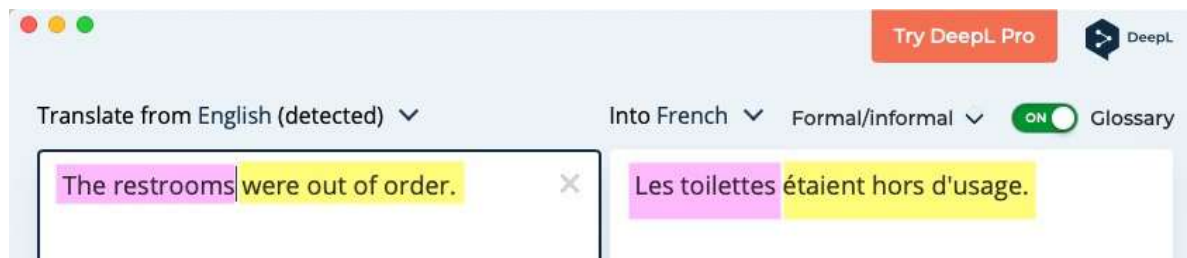 Try DeepL Pro
DeepL
Translate from English (detected)
Into French
Formal/informal
ON
Glossary
The restrooms were out of order.
Les toilettes étaient hors d'usage.